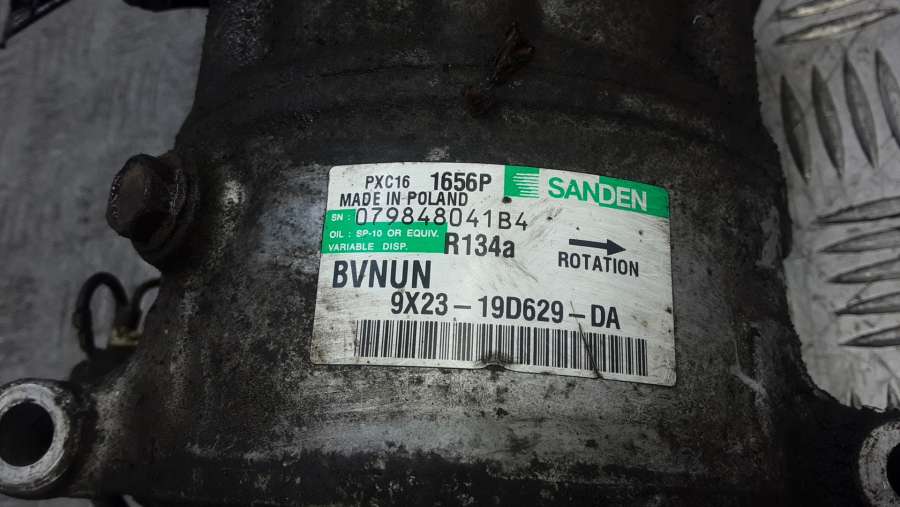 PXC16 1656P SANDEN
MADE IN POLAND
SN : 079848041B4
OIL : SP-10 OR EQUIV.
VARIABLE DISP. R134a
ROTATION
BVNUN
9X23-19D629-DA